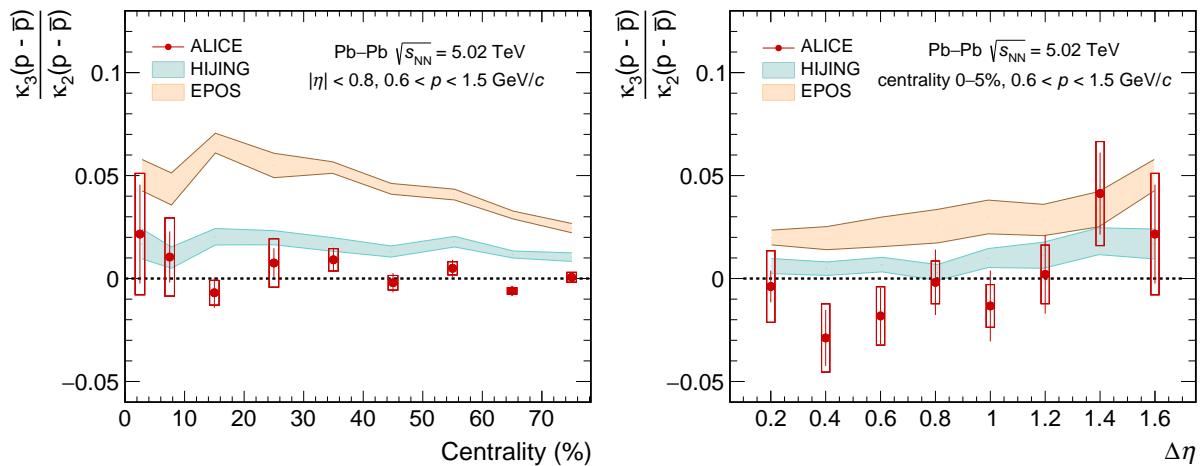 κ3(p - p̅)
κ2(p - p̅)
ALICE
HIJING
EPOS
Pb–Pb √sNN = 5.02 TeV
|η| < 0.8, 0.6 < p < 1.5 GeV/c
0.1
0.05
0
−0.05
0 10 20 30 40 50 60 70
Centrality (%)
κ3(p - p̅)
κ2(p - p̅)
ALICE
HIJING
EPOS
Pb–Pb √sNN = 5.02 TeV
centrality 0–5%, 0.6 < p < 1.5 GeV/c
0.1
0.05
0
−0.05
0.2 0.4 0.6 0.8 1 1.2 1.4 1.6
Δη